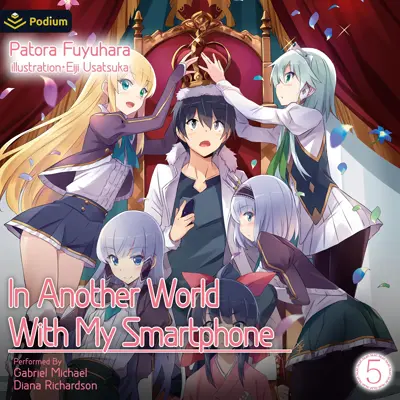 Podium
Patora Fuyuhara
illustration・Eiji Usatsuka
In Another World
With My Smartphone
Performed By
Gabriel Michael
Diana Richardson
5